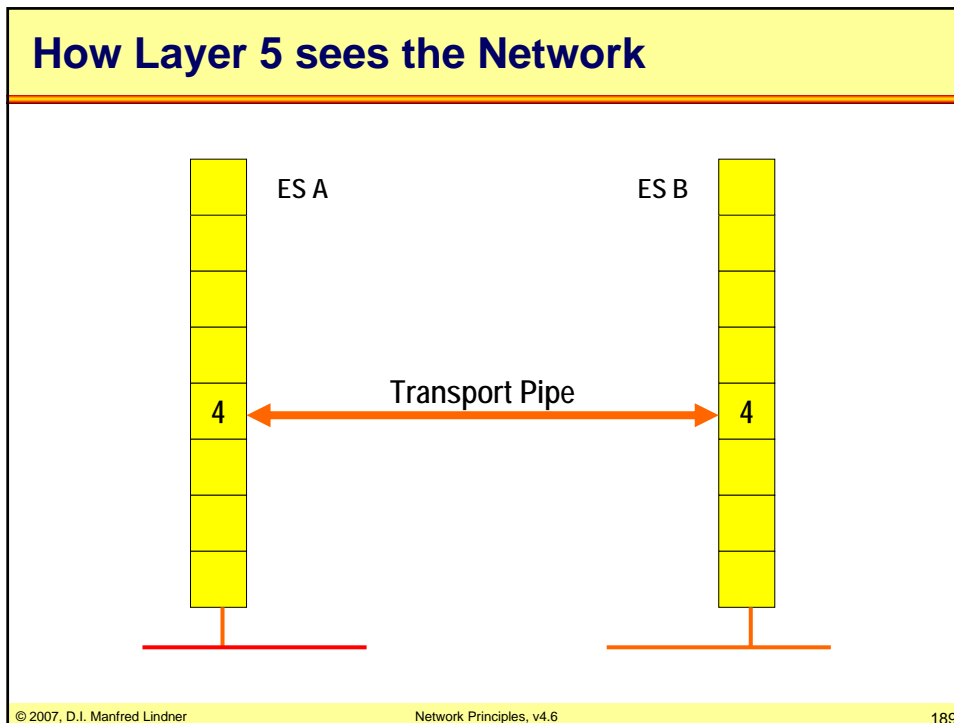 How Layer 5 sees the Network
ES A
ES B
Transport Pipe
4
4
© 2007, D.I. Manfred Lindner
Network Principles, v4.6
189